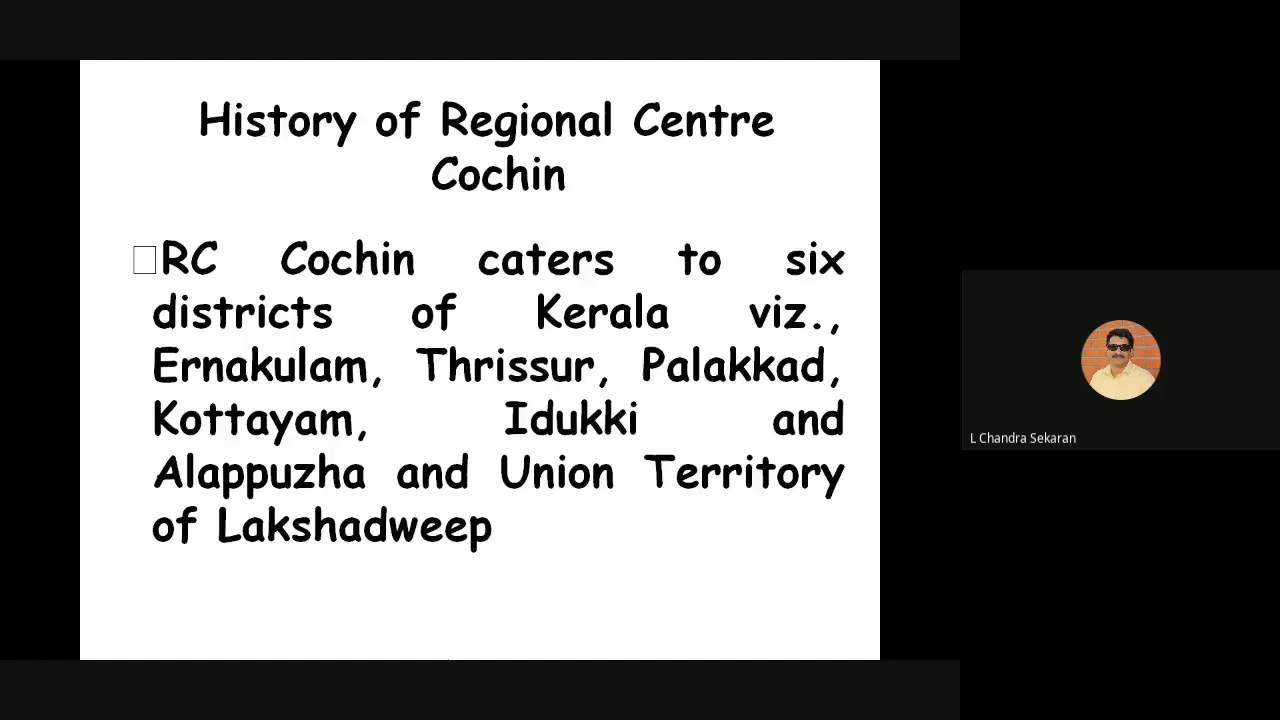 History of Regional Centre
Cochin
RC Cochin caters to six
districts of Kerala viz.,
Ernakulam, Thrissur, Palakkad,
Kottayam, Idukki and
Alappuzha and Union Territory
of Lakshadweep
L Chandra Sekaran